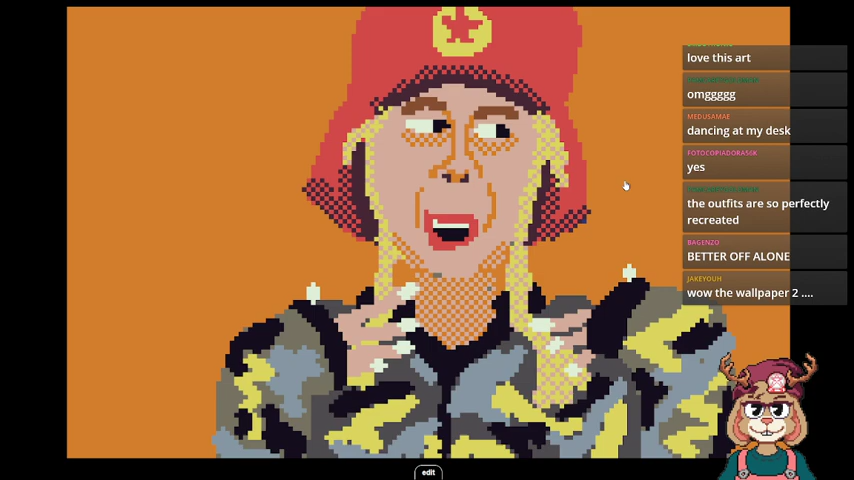 love this art
omggggg
MEDUSAMAE
dancing at my desk
FOTOCOPIADORA56K
yes
the outfits are so perfectly
recreated
BAGENZO
BETTER OFF ALONE
JAKEYOUH
wow the wallpaper 2 ....
edit